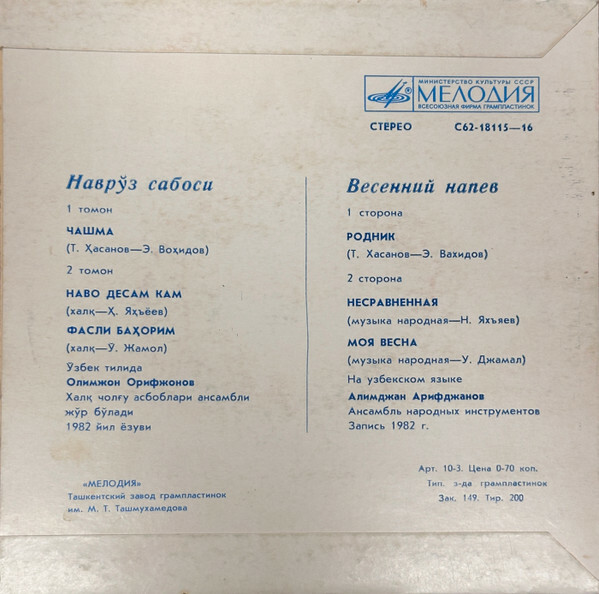 МИНИСТЕРСТВО КУЛЬТУРЫ СССР
МЕЛОДИЯ
ВСЕСОЮЗНАЯ ФИРМА ГРАМПЛАСТИНОК
СТЕРЕО С62-18115—16
Наврўз сабоси
1 томон
ЧАШМА
(Т. Ҳасанов—Э. Воҳидов)
2 томон
НАВО ДЕСАМ КАМ
(халқ—Ҳ. Яҳъёев)
ФАСЛИ БАҲОРИМ
(халқ—Ў. Жамол)
Ўзбек тилида
Олимжон Орифжонов
Халқ чолғу асбоблари ансамбли
жўр бўлади
1982 йил ёзуви
«МЕЛОДИЯ»
Ташкентский завод грампластинок
им. М. Т. Ташмухамедова
Весенний напев
1 сторона
РОДНИК
(Т. Хасанов—Э. Вахидов)
2 сторона
НЕСРАВНЕННАЯ
(музыка народная—Н. Яхъяев)
МОЯ ВЕСНА
(музыка народная—У. Джамал)
На узбекском языке
Алимджан Арифджанов
Ансамбль народных инструментов
Запись 1982 г.
Арт. 10-3. Цена 0-70 коп.
Тип. з-да грампластинок
Зак. 149. Тир. 200